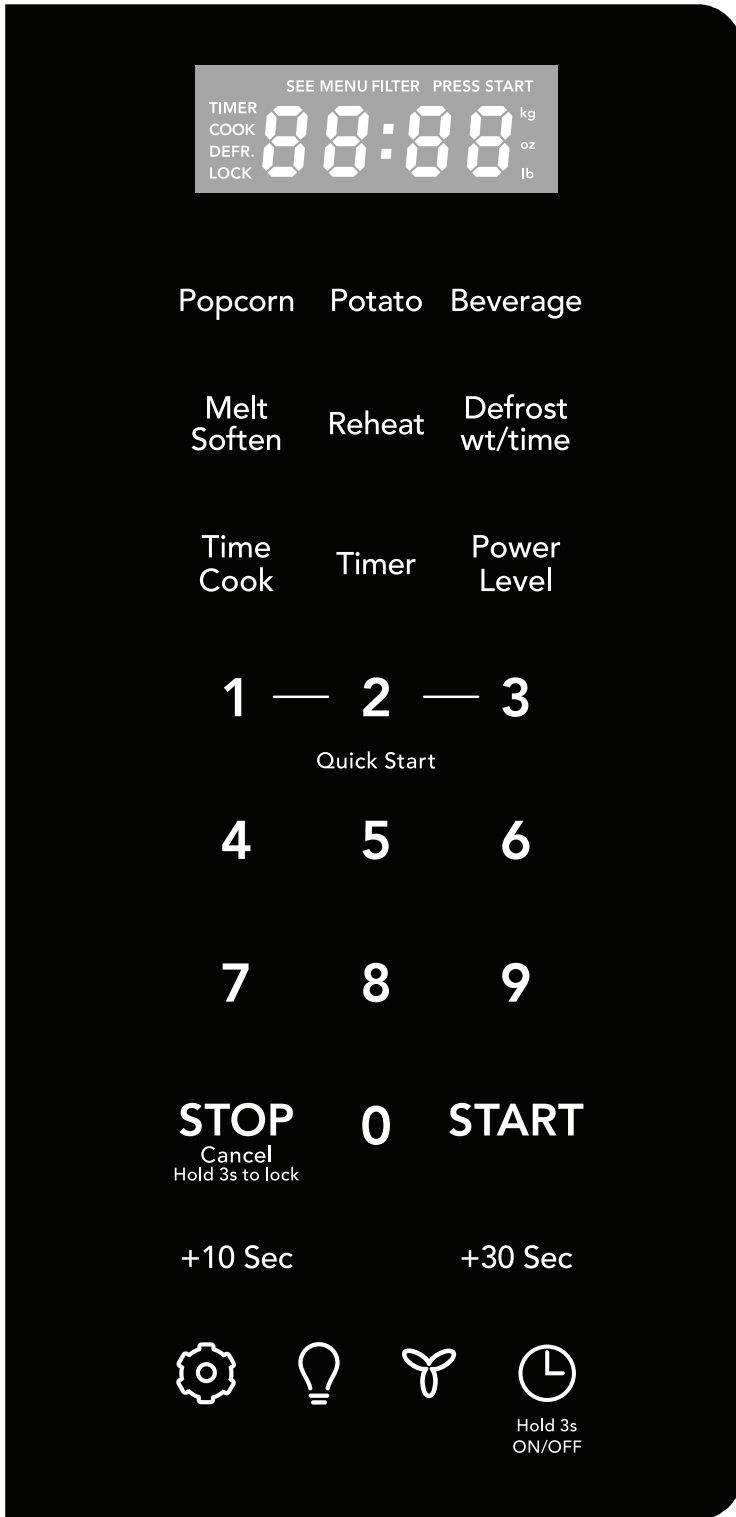 SEE MENU FILTER PRESS START
TIMER
COOK
DEFR.
LOCK
88:88
kg
oz
lb
Popcorn Potato Beverage
Melt
Soften
Reheat
Defrost
wt/time
Time
Cook
Timer
Power
Level
1 — 2 — 3
Quick Start
4 5 6
7 8 9
STOP
Cancel
Hold 3s to lock
0
START
+10 Sec +30 Sec
Hold 3s
ON/OFF